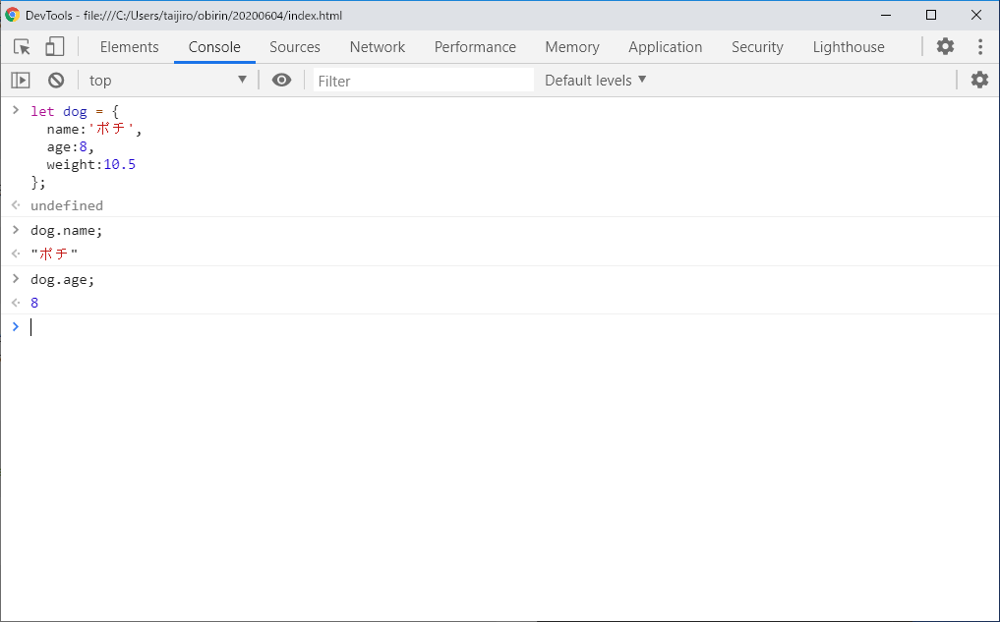 DevTools - file:///C:/Users/taijiro/obirin/20200604/index.html
Elements Console Sources Network Performance Memory Application Security Lighthouse
top Filter Default levels
let dog = {
name:'ポチ',
age:8,
weight:10.5
};
undefined
dog.name;
"ポチ"
dog.age;
8